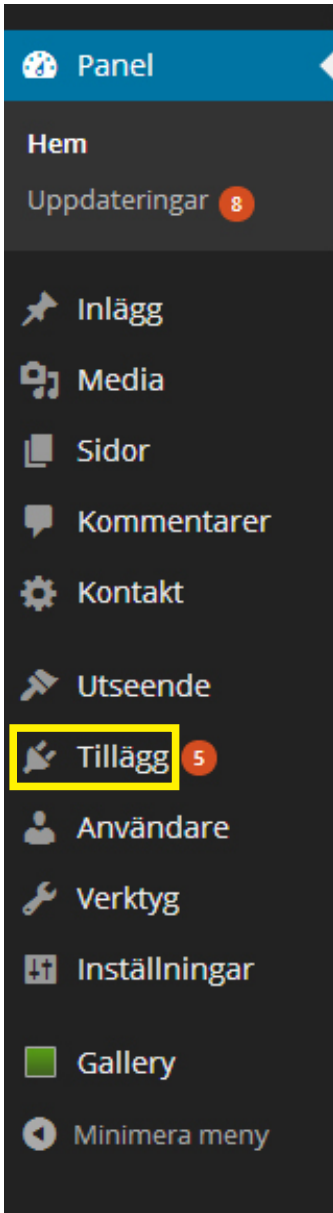 Panel
Hem
Uppdateringar 8
Inlägg
Media
Sidor
Kommentarer
Kontakt
Utseende
Tillägg 5
Användare
Verktyg
Inställningar
Gallery
Minimera meny